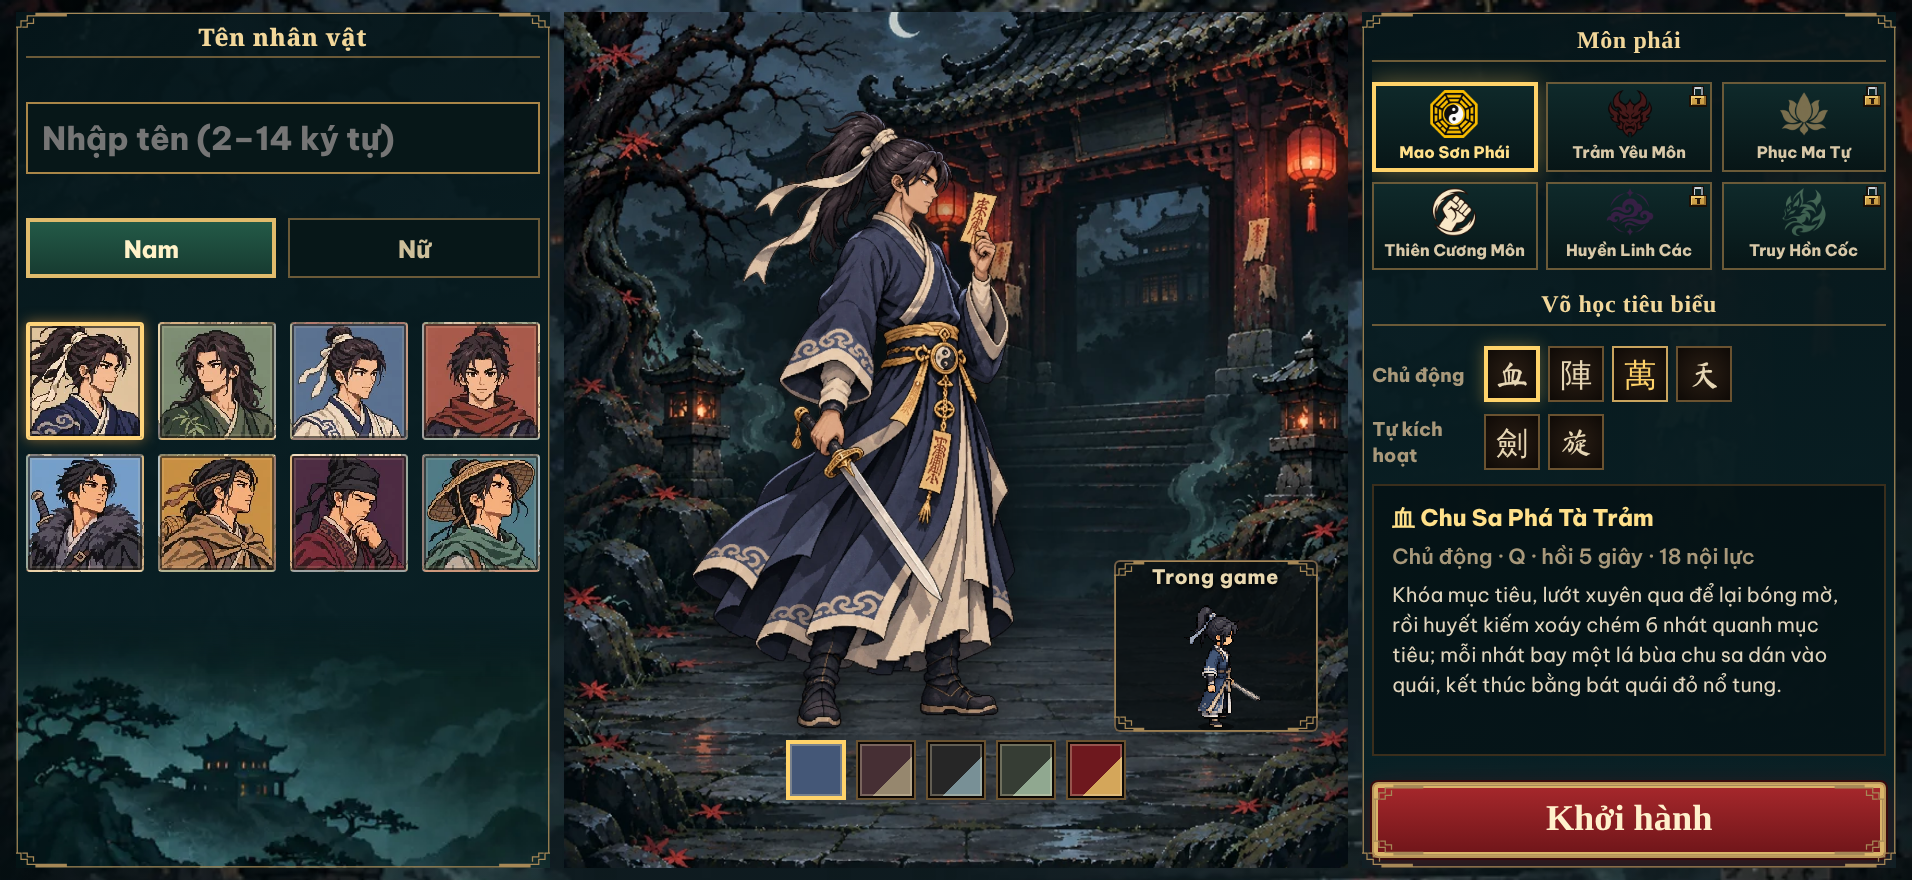 Tên nhân vật
Nhập tên (2–14 ký tự)
Nam
Nữ
Trong game
Môn phái
Mao Sơn Phái
Trảm Yêu Môn
Phục Ma Tự
Thiên Cương Môn
Huyền Linh Các
Truy Hồn Cốc
Võ học tiêu biểu
Chủ động
血 陣 萬 天
Tự kích
hoạt
劍 旋
血 Chu Sa Phá Tà Trảm
Chủ động · Q · hồi 5 giây · 18 nội lực
Khóa mục tiêu, lướt xuyên qua để lại bóng mờ,
rồi huyết kiếm xoáy chém 6 nhát quanh mục
tiêu; mỗi nhát bay một lá bùa chu sa dán vào
quái, kết thúc bằng bát quái đỏ nổ tung.
Khởi hành